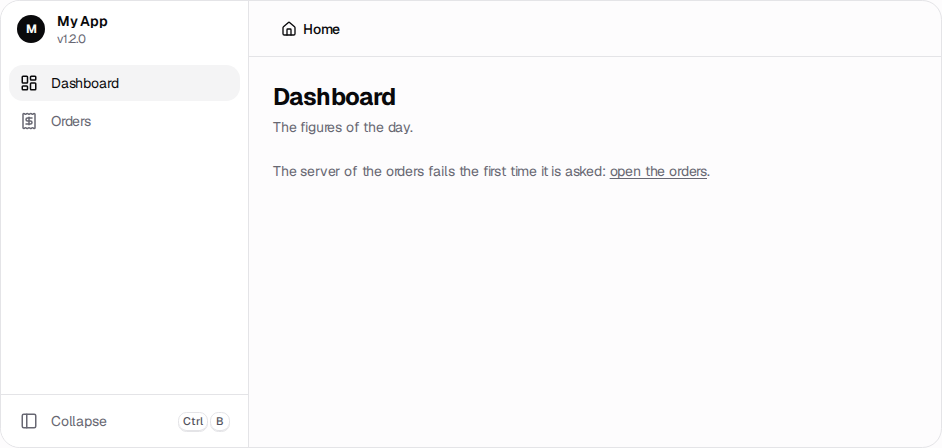 M
My App
v1.2.0
Dashboard
Orders
Collapse
Ctrl B
Home
Dashboard
The figures of the day.
The server of the orders fails the first time it is asked: open the orders.